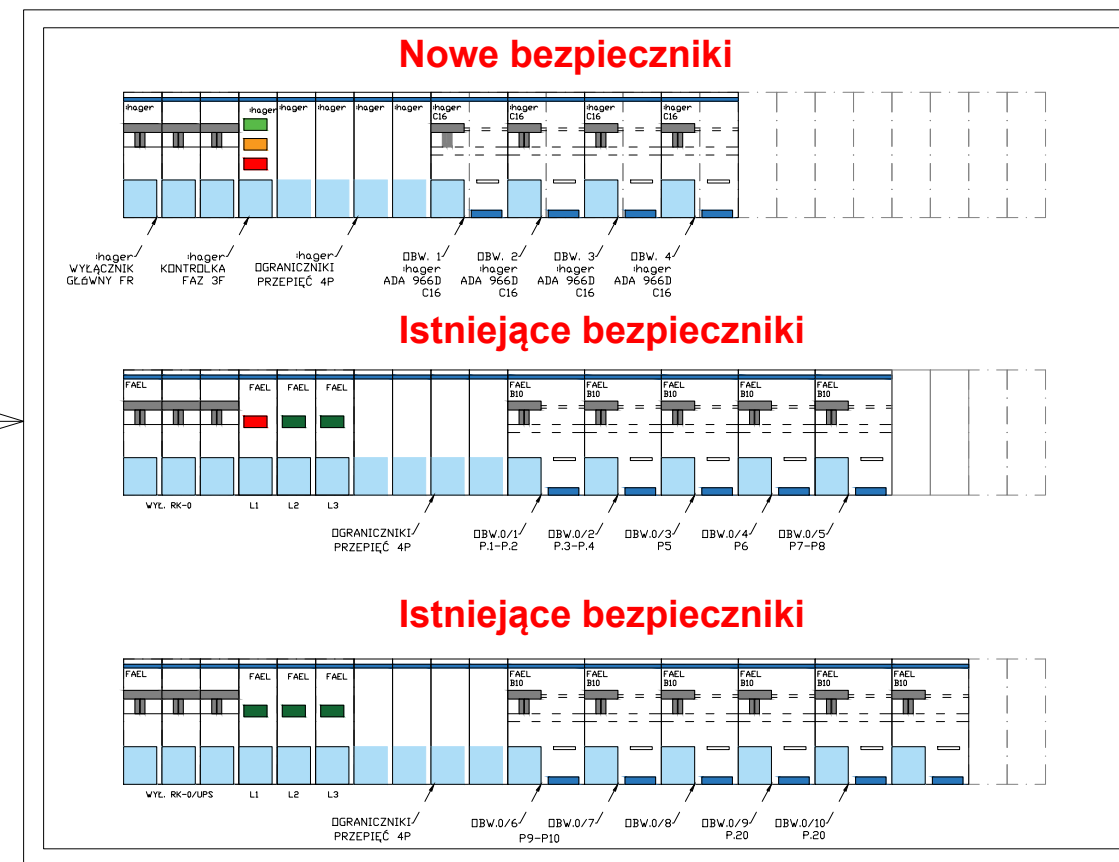 Nowe bezpieczniki
:hager :hager :hager :hager :hager :hager :hager :hager :hager :hager
C16 C16 C16 C16
:hager
WYŁĄCZNIK
GŁÓWNY FR
:hager
KONTROLKA
FAZ 3F
:hager
OGRANICZNIKI
PRZEPIĘĆ 4P
OBW. 1
:hager
ADA 966D
C16
OBW. 2
:hager
ADA 966D
C16
OBW. 3
:hager
ADA 966D
C16
OBW. 4
:hager
ADA 966D
C16
Istniejące bezpieczniki
FAEL FAEL FAEL FAEL FAEL FAEL FAEL FAEL FAEL
B10 B10 B10 B10 B10
WYŁ. RK-0 L1 L2 L3
OGRANICZNIKI
PRZEPIĘĆ 4P
OBW.0/1
P.1-P.2
OBW.0/2
P.3-P.4
OBW.0/3
P5
OBW.0/4
P6
OBW.0/5
P7-P8
Istniejące bezpieczniki
FAEL FAEL FAEL FAEL FAEL FAEL FAEL FAEL FAEL FAEL
B10 B10 B10 B10 B10 B10
WYŁ. RK-0/UPS L1 L2 L3
OGRANICZNIKI
PRZEPIĘĆ 4P
OBW.0/6
P9-P10
OBW.0/7
OBW.0/8
OBW.0/9
P.20
OBW.0/10
P.20